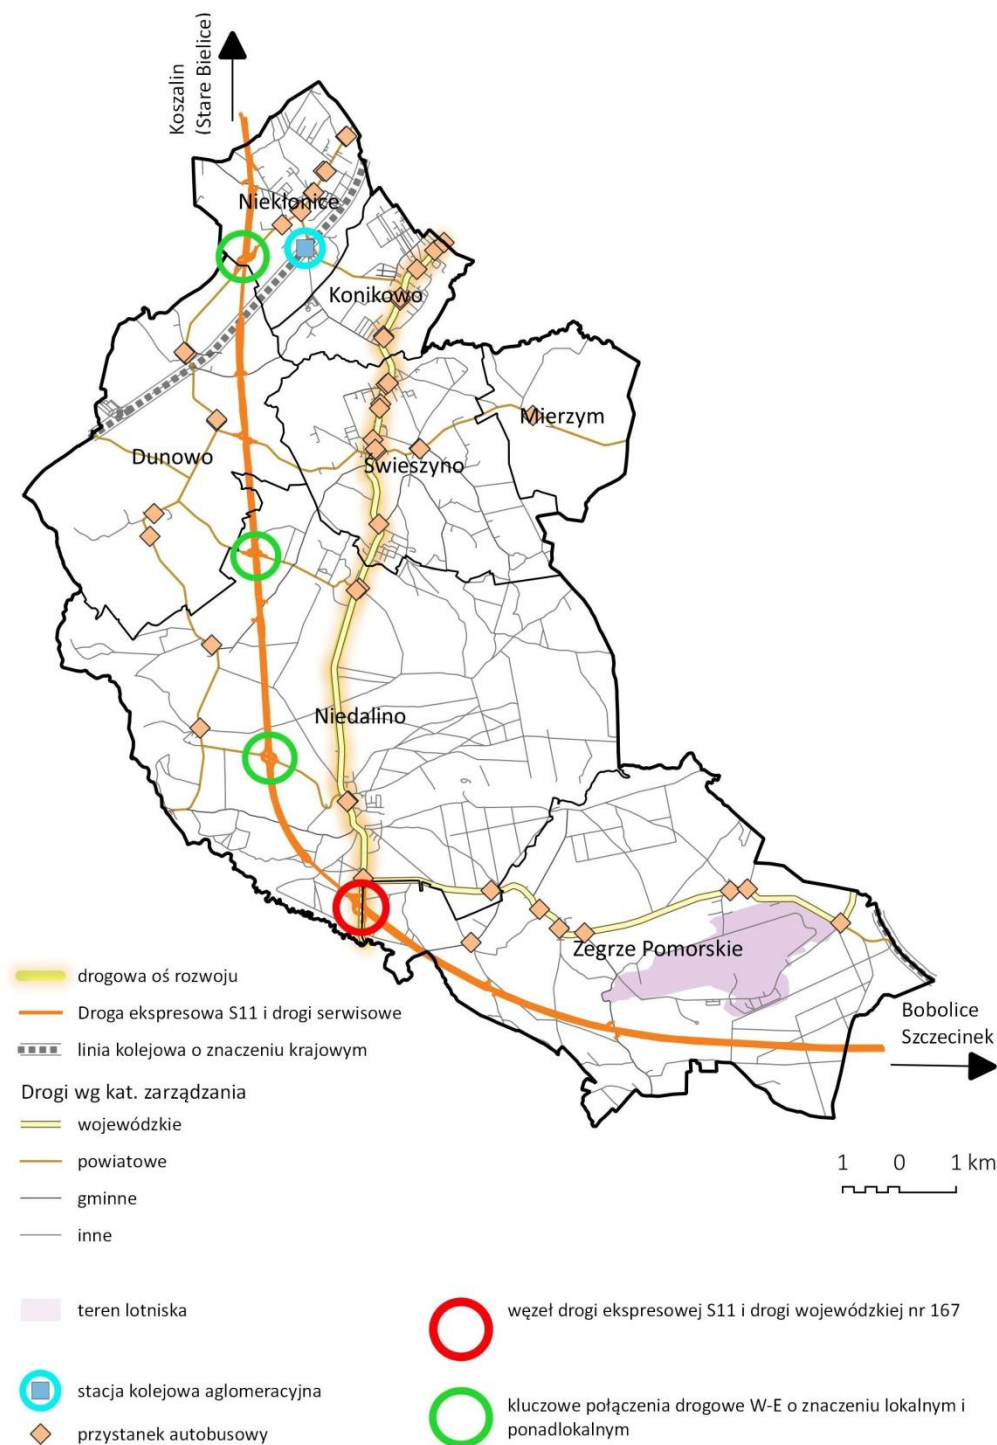 Koszalin
(Stare Bielice)
Niekłonice
Konikowo
Mierzym
Dunowo
Świeszyno
Niedalino
Zegrze Pomorskie
Bobolice
Szczecinek
drogowa oś rozwoju
Droga ekspresowa S11 i drogi serwisowe
linia kolejowa o znaczeniu krajowym
Drogi wg kat. zarządzania
wojewódzkie
powiatowe
gminne
inne
1 0 1 km
teren lotniska
węzeł drogi ekspresowej S11 i drogi wojewódzkiej nr 167
stacja kolejowa aglomeracyjna
kluczowe połączenia drogowe W-E o znaczeniu lokalnym i
ponadlokalnym
przystanek autobusowy